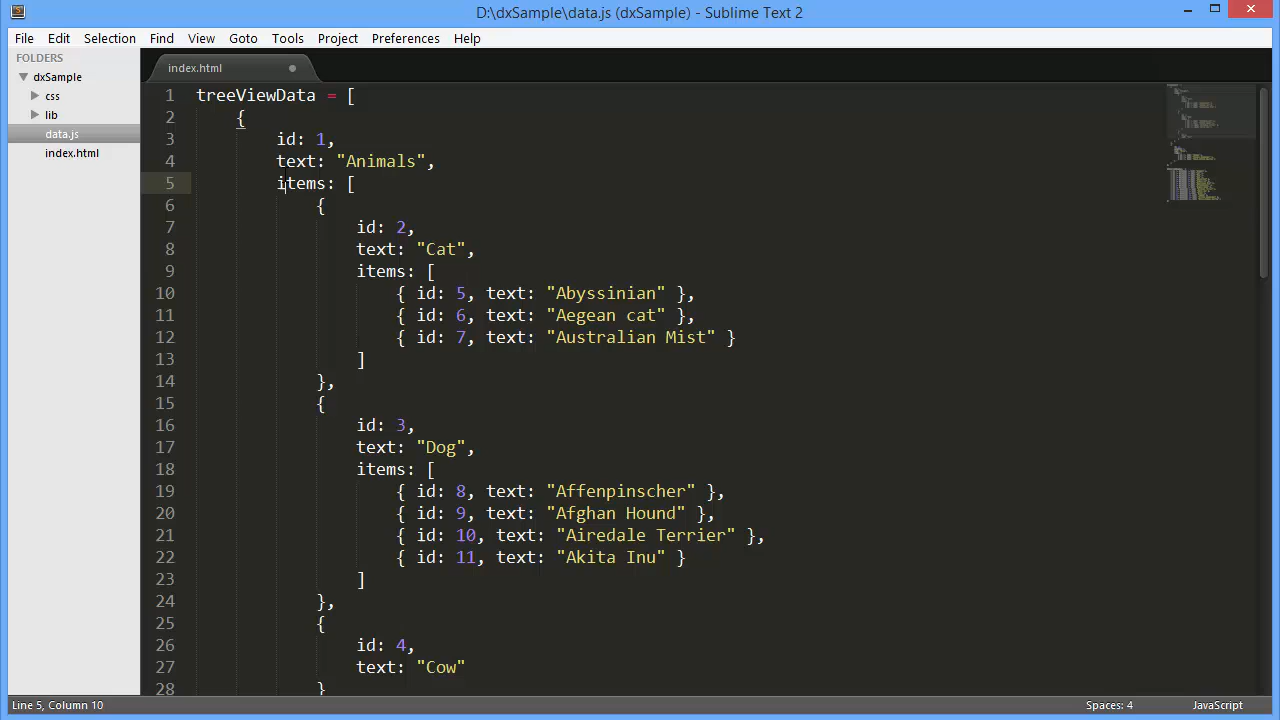 D:\dxSample\data.js (dxSample) - Sublime Text 2
File Edit Selection Find View Goto Tools Project Preferences Help
FOLDERS
dxSample
css
lib
data.js
index.html
index.html
1 treeViewData = [
2 {
3 id: 1,
4 text: "Animals",
5 items: [
6 {
7 id: 2,
8 text: "Cat",
9 items: [
10 { id: 5, text: "Abyssinian" },
11 { id: 6, text: "Aegean cat" },
12 { id: 7, text: "Australian Mist" }
13 ]
14 },
15 {
16 id: 3,
17 text: "Dog",
18 items: [
19 { id: 8, text: "Affenpinscher" },
20 { id: 9, text: "Afghan Hound" },
21 { id: 10, text: "Airedale Terrier" },
22 { id: 11, text: "Akita Inu" }
23 ]
24 },
25 {
26 id: 4,
27 text: "Cow"
28 }
Line 5, Column 10
Spaces: 4
JavaScript